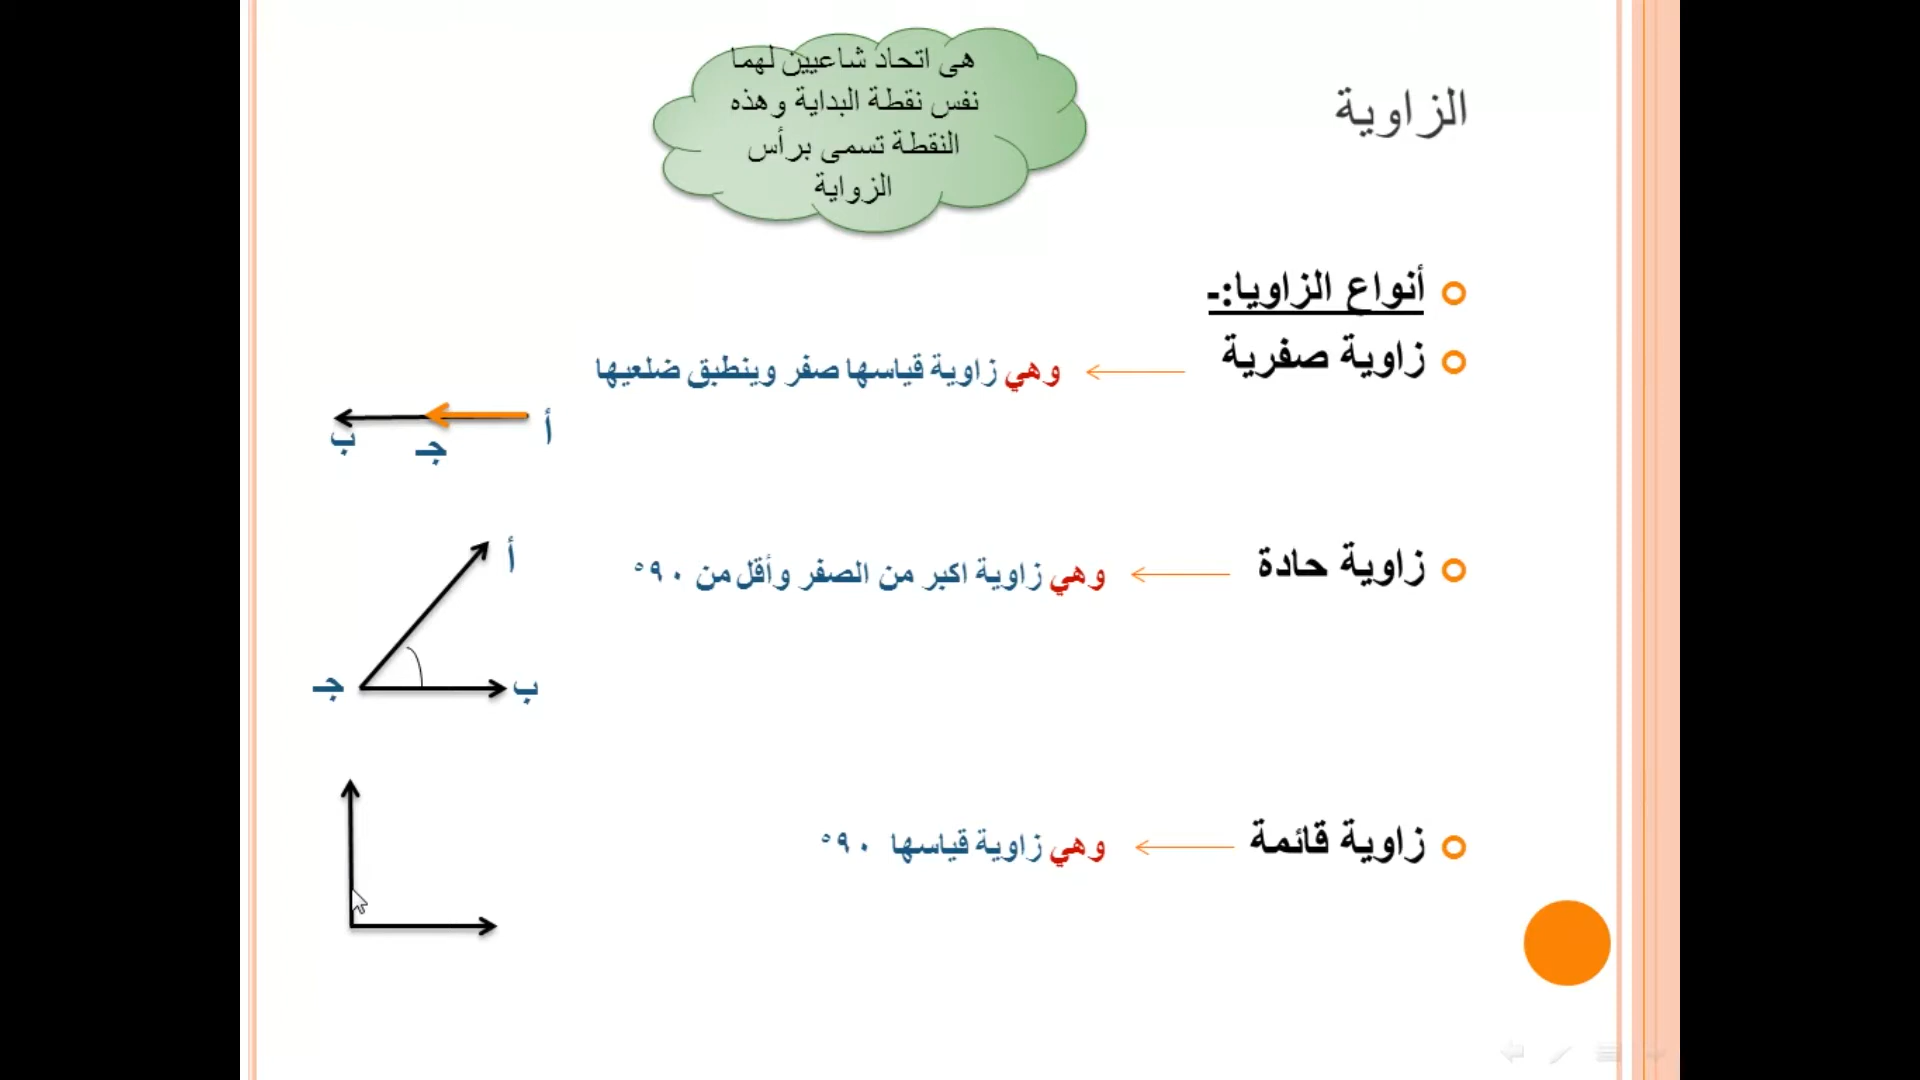 الزاوية
هى اتحاد شاعيين لهما
نفس نقطة البداية وهذه
النقطة تسمى برأس
الزواية
أنواع الزاويا:-
زاوية صفرية
وهي زاوية قياسها صفر وينطبق ضلعيها
أ
جـ
ب
زاوية حادة
وهي زاوية اكبر من الصفر وأقل من ٩٠°
أ
ب
جـ
زاوية قائمة
وهي زاوية قياسها ٩٠°